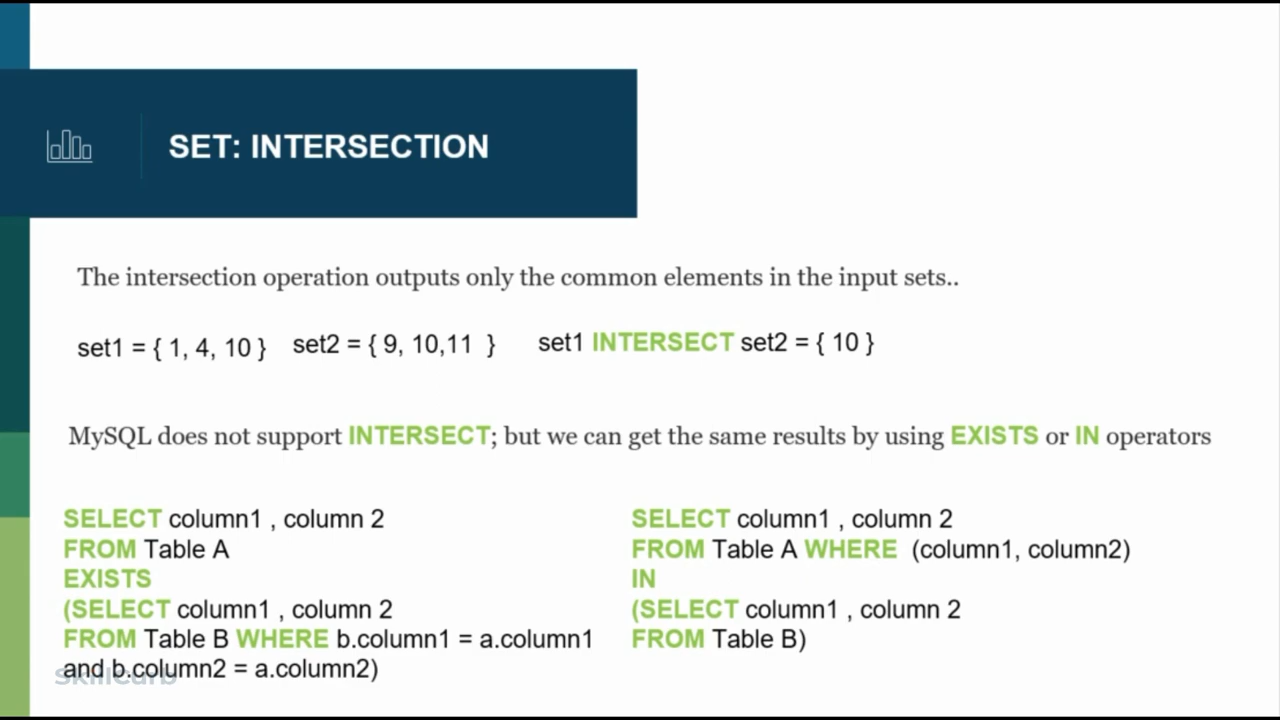 SET: INTERSECTION
The intersection operation outputs only the common elements in the input sets..
set1 = { 1, 4, 10 } set2 = { 9, 10,11 } set1 INTERSECT set2 = { 10 }
MySQL does not support INTERSECT; but we can get the same results by using EXISTS or IN operators
SELECT column1 , column 2
FROM Table A
EXISTS
(SELECT column1 , column 2
FROM Table B WHERE b.column1 = a.column1
and b.column2 = a.column2)
SELECT column1 , column 2
FROM Table A WHERE (column1, column2)
IN
(SELECT column1 , column 2
FROM Table B)
Skillcurb